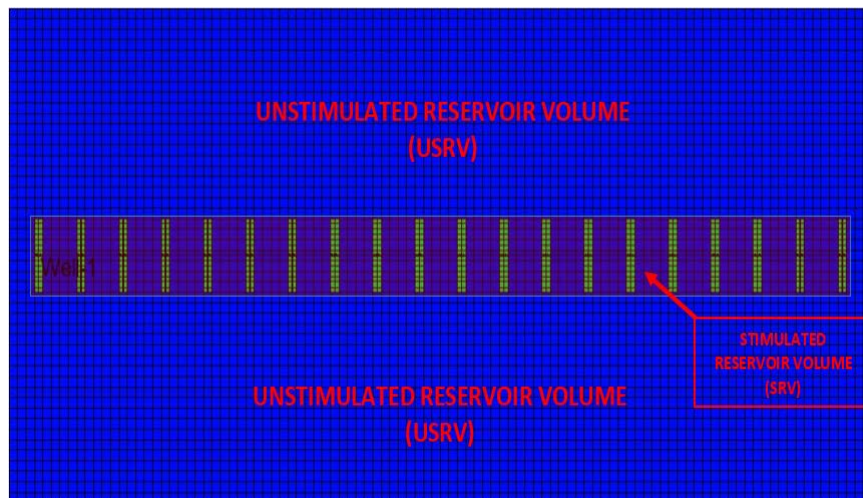 UNSTIMULATED RESERVOIR VOLUME
(USRV)
Well-1
STIMULATED
RESERVOIR VOLUME
(SRV)
UNSTIMULATED RESERVOIR VOLUME
(USRV)